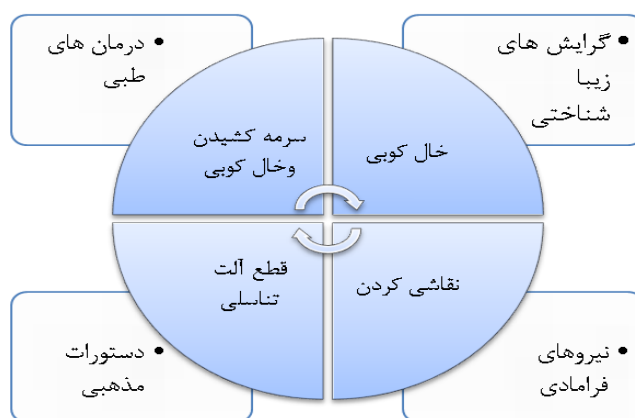 گرایش های
زیبا
شناختی
درمان های
طبی
خال کوبی
سرمه کشیدن
وخال کوبی
نقاشی کردن
قطع آلت
تناسلی
نیروهای
فرامادی
دستورات
مذهبی